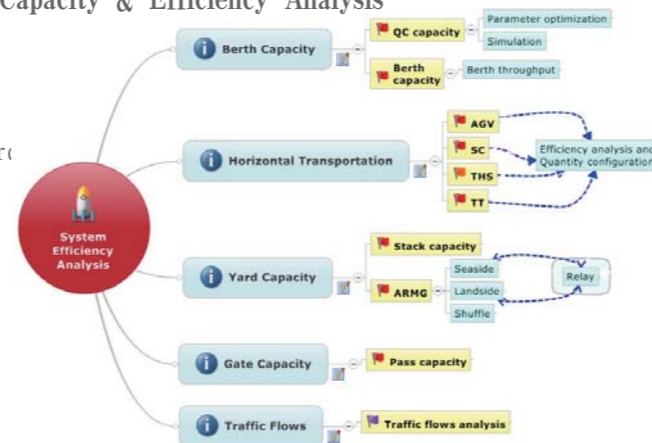 Capacity & Efficiency Analysis
System
Efficiency
Analysis
Berth Capacity
QC capacity
Parameter optimization
Simulation
Berth
capacity
Berth throughput
Horizontal Transportation
AGV
SC
THS
TT
Efficiency analysis and
Quantity configuration
Yard Capacity
Stack capacity
ARMG
Seaside
Landside
Shuffle
Relay
Gate Capacity
Pass capacity
Traffic Flows
Traffic flows analysis